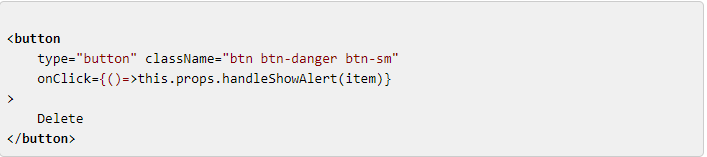 <button
    type="button" className="btn btn-danger btn-sm"
    onClick={()=>this.props.handleShowAlert(item)}
>
    Delete
</button>